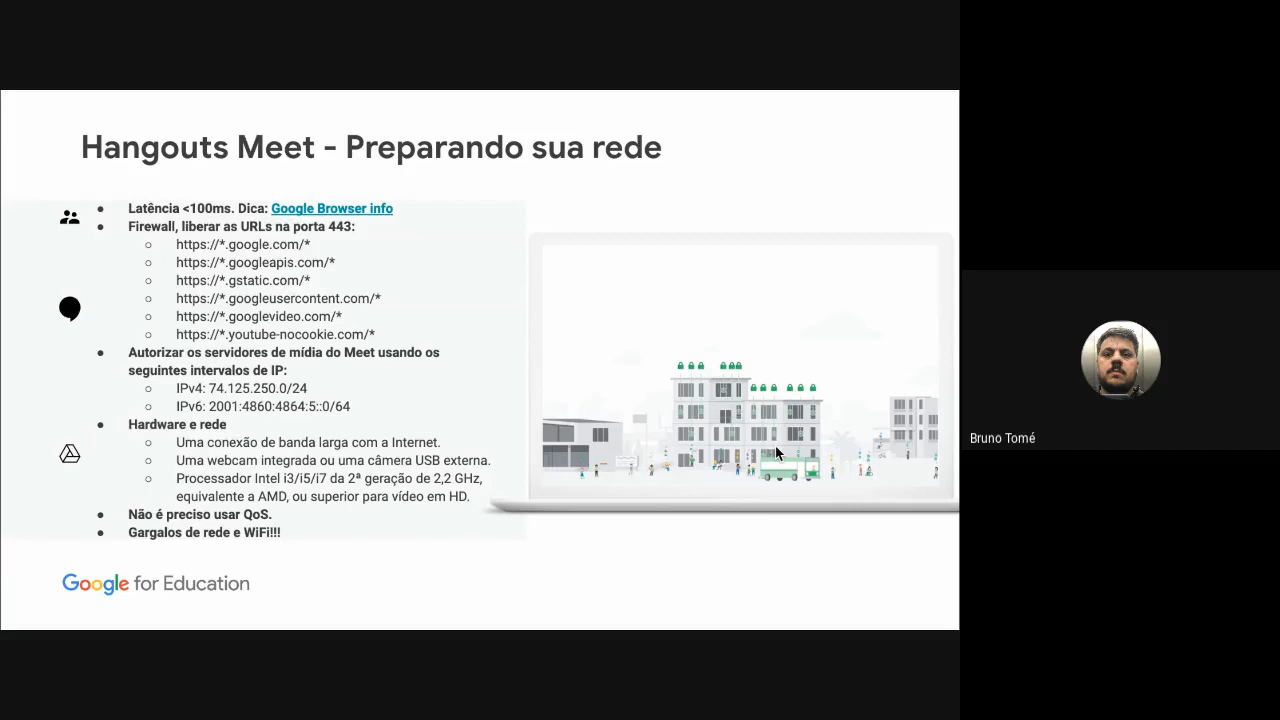 Hangouts Meet - Preparando sua rede
● Latência <100ms. Dica: Google Browser info
● Firewall, liberar as URLs na porta 443:
○ https://*.google.com/*
○ https://*.googleapis.com/*
○ https://*.gstatic.com/*
○ https://*.googleusercontent.com/*
○ https://*.googlevideo.com/*
○ https://*.youtube-nocookie.com/*
● Autorizar os servidores de mídia do Meet usando os
seguintes intervalos de IP:
○ IPv4: 74.125.250.0/24
○ IPv6: 2001:4860:4864:5::0/64
● Hardware e rede
○ Uma conexão de banda larga com a Internet.
○ Uma webcam integrada ou uma câmera USB externa.
○ Processador Intel i3/i5/i7 da 2ª geração de 2,2 GHz,
equivalente a AMD, ou superior para vídeo em HD.
● Não é preciso usar QoS.
● Gargalos de rede e WiFi!!!
Google for Education
Bruno Tomé